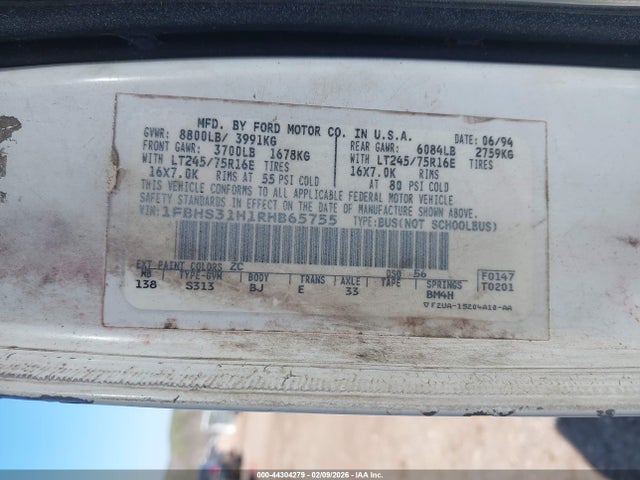 MFD. BY FORD MOTOR CO. IN U.S.A.
DATE: 06/94
GVWR: 8800LB/ 3991KG
FRONT GAWR: 3700LB 1678KG
REAR GAWR: 6084LB 2759KG
WITH LT245/75R16E TIRES
WITH LT245/75R16E TIRES
16X7.0K RIMS AT 55 PSI COLD
16X7.0K RIMS AT 80 PSI COLD
THIS VEHICLE CONFORMS TO ALL APPLICABLE FEDERAL MOTOR VEHICLE
SAFETY STANDARDS IN EFFECT ON THE DATE OF MANUFACTURE SHOWN ABOVE.
VIN: 1FBHS31H1RHB65755 TYPE: BUS(NOT SCHOOLBUS)
EXT PAINT COLORS ZC DSO 56 F0147
WB TYPE-GVW BODY TRANS AXLE TAPE SPRINGS T0201
138 S313 BJ E 33 BM4H
F2UA-15204A10-AA
000-44304279 - 02/09/2026 - IAA Corp.